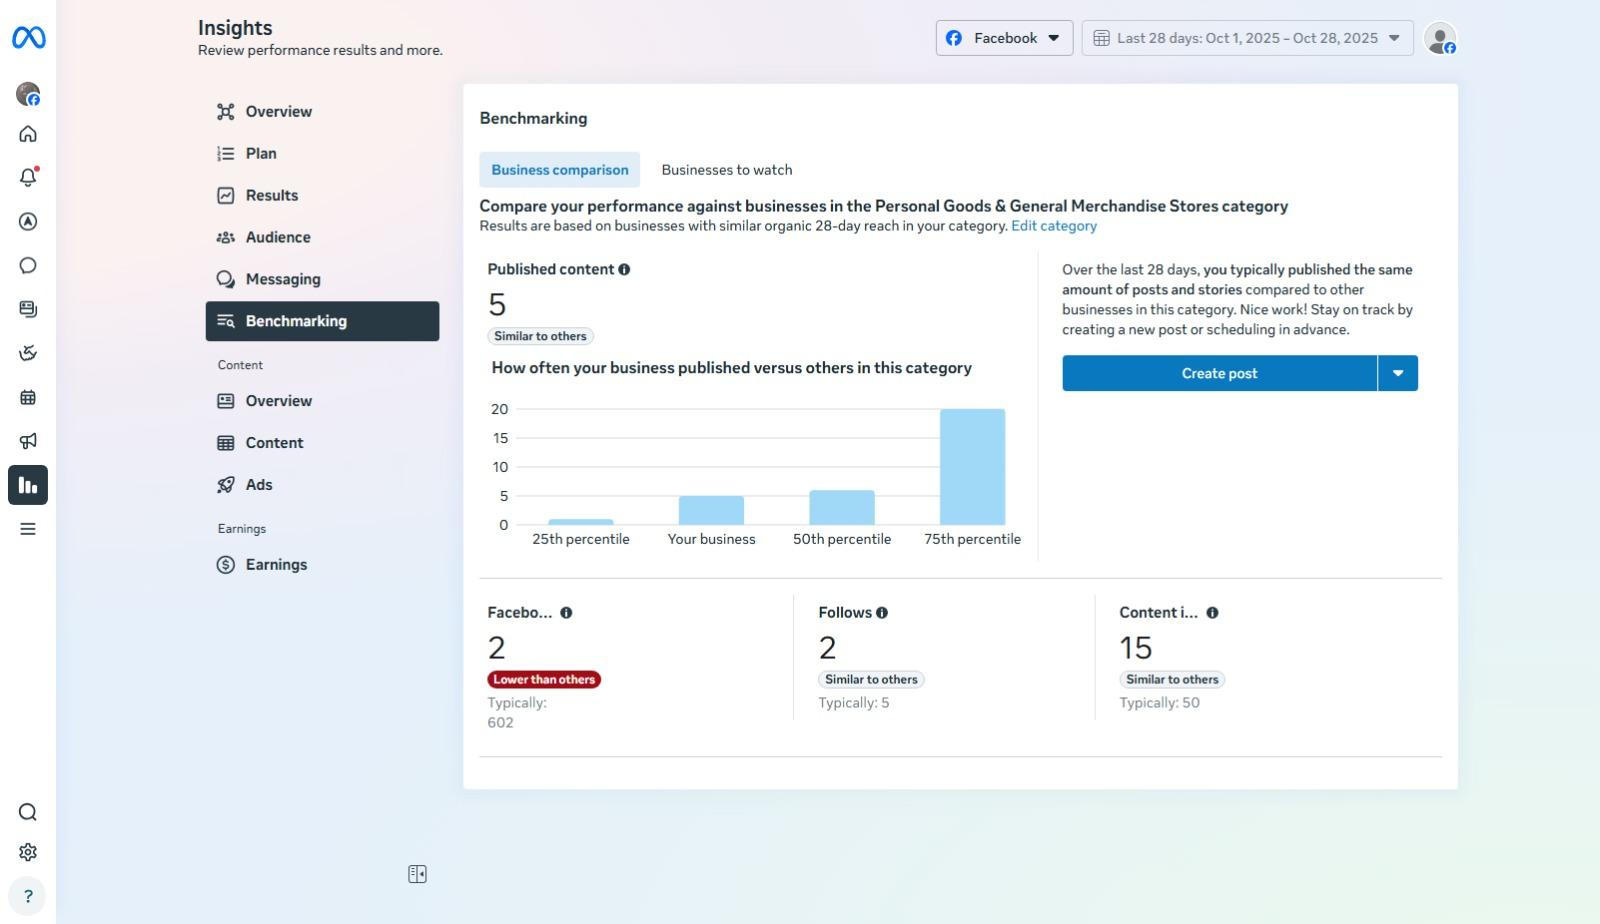 Insights
Review performance results and more.
Facebook
Last 28 days: Oct 1, 2025 – Oct 28, 2025
Overview
Plan
Results
Audience
Messaging
Benchmarking
Content
Overview
Content
Ads
Earnings
Earnings
?
Benchmarking
Business comparison
Businesses to watch
Compare your performance against businesses in the Personal Goods & General Merchandise Stores category
Results are based on businesses with similar organic 28-day reach in your category. Edit category
Published content
5
Similar to others
How often your business published versus others in this category
20
15
10
5
0
25th percentile
Your business
50th percentile
75th percentile
Over the last 28 days, you typically published the same
amount of posts and stories compared to other
businesses in this category. Nice work! Stay on track by
creating a new post or scheduling in advance.
Create post
Facebo...
2
Lower than others
Typically:
602
Follows
2
Similar to others
Typically: 5
Content i...
15
Similar to others
Typically: 50